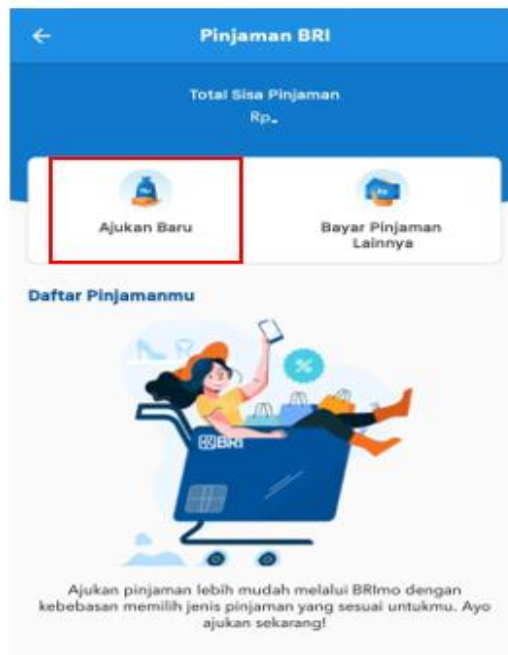 Pinjaman BRI
Total Sisa Pinjaman
Rp-
Ajukan Baru
Bayar Pinjaman
Lainnya
Daftar Pinjamanmu
%
BRI
Ajukan pinjaman lebih mudah melalui BRImo dengan
kebebasan memilih jenis pinjaman yang sesuai untukmu. Ayo
ajukan sekarang!